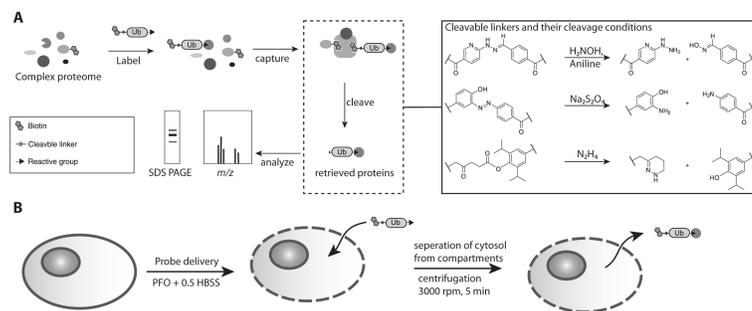 A
Ub
Complex proteome
Label
Ub
capture
cleave
Ub
retrieved proteins
analyze
m/z
SDS PAGE
Biotin
Cleavble linker
Reactive group
Cleavable linkers and their cleavage conditions
H₂NOH,
Aniline
Na₂S₂O₄
N₂H₄
B
Probe delivery
PFO + 0.5 HBSS
Ub
seperation of cytosol
from compartments
centrifugation
3000 rpm, 5 min
Ub